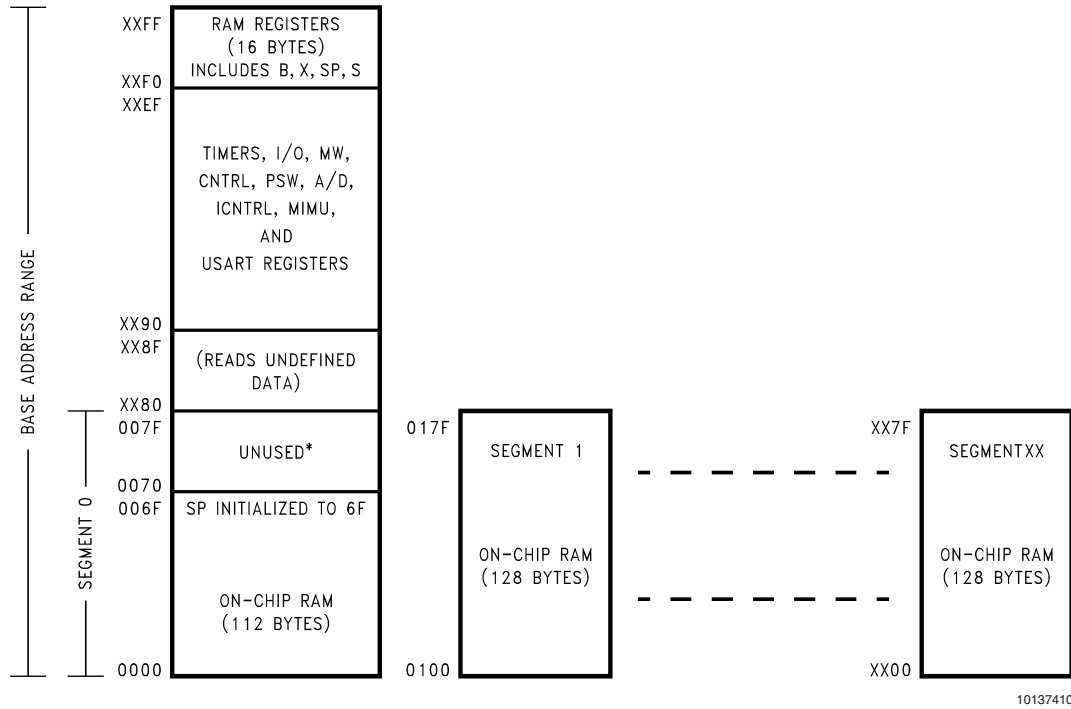 XXFF
RAM REGISTERS
(16 BYTES)
INCLUDES B, X, SP, S
XXF0
XXEF
TIMERS, I/O, MW,
CNTRL, PSW, A/D,
ICNTRL, MIMU,
AND
USART REGISTERS
XX90
XX8F
(READS UNDEFINED
DATA)
XX80
007F
UNUSED*
0070
006F
SP INITIALIZED TO 6F
ON-CHIP RAM
(112 BYTES)
0000
BASE ADDRESS RANGE
SEGMENT 0
017F
SEGMENT 1
ON-CHIP RAM
(128 BYTES)
0100
XX7F
SEGMENTXX
ON-CHIP RAM
(128 BYTES)
XX00
10137410